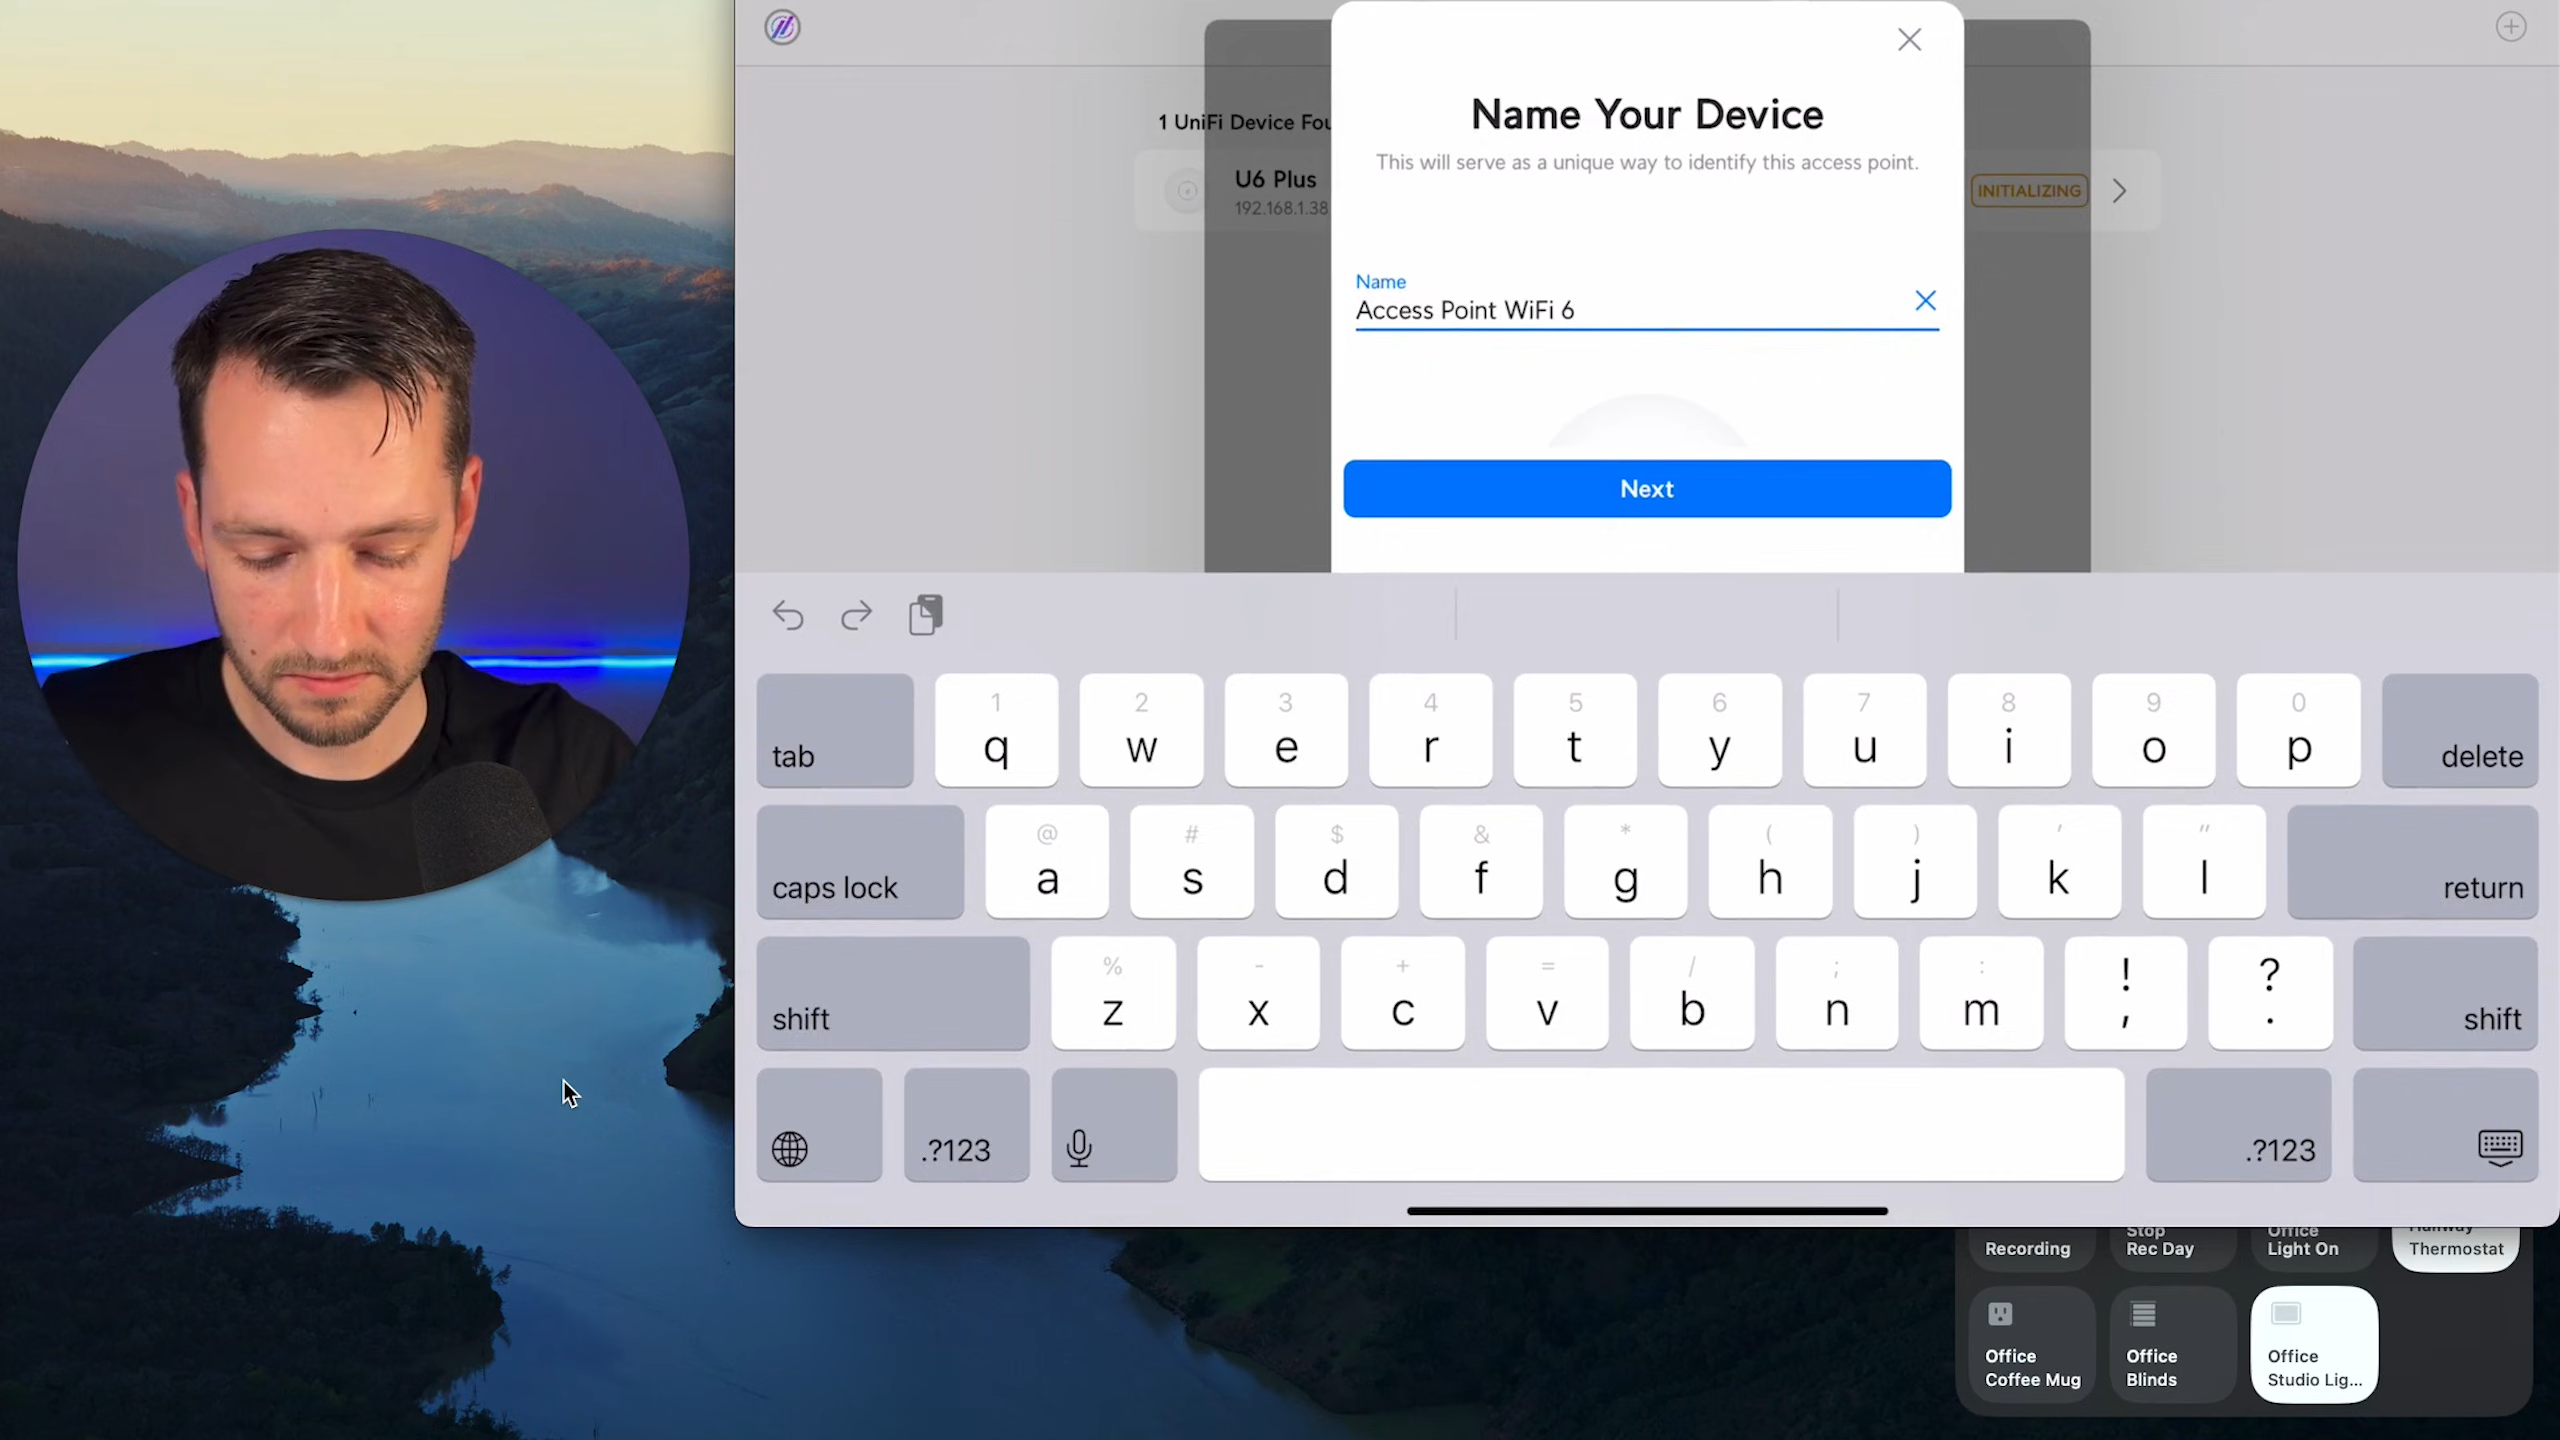 Name Your Device
This will serve as a unique way to identify this access point.
1 UniFi Device Fou
U6 Plus
192.168.1.38
INITIALIZING
Name
Access Point WiFi 6
Next
tab
1 2 3 4 5 6 7 8 9 0
q w e r t y u i o p
delete
caps lock
@ # $ & * ( ) ' "
a s d f g h j k l
return
shift
% - + = / ; : ! ?
z x c v b n m , .
shift
.?123
.?123
Recording
Stop
Rec Day
Office
Light On
Hallway
Thermostat
Office
Coffee Mug
Office
Blinds
Office
Studio Lig...